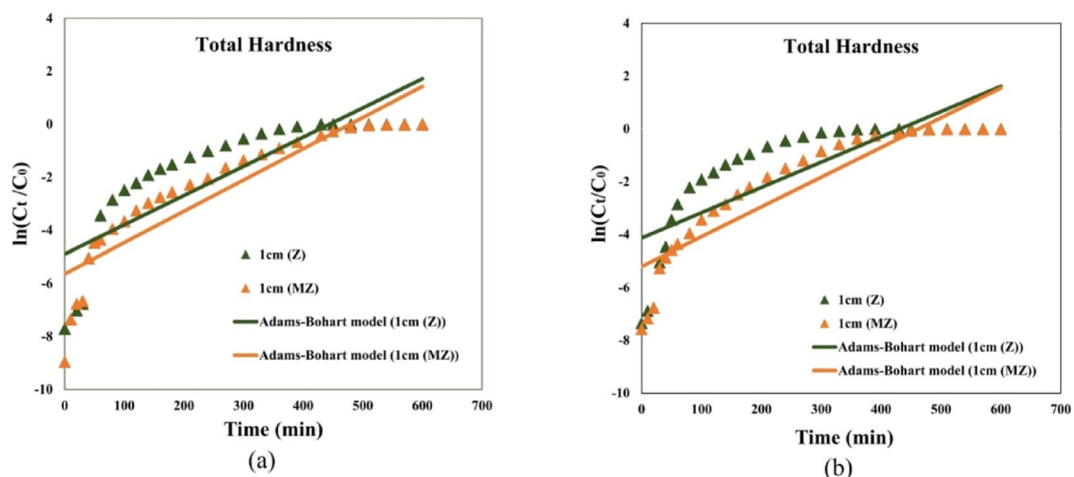 Total Hardness
4
2
0
-2
-4
-6
-8
-10
ln(Ct /C0)
1cm (Z)
1cm (MZ)
Adams-Bohart model (1cm (Z))
Adams-Bohart model (1cm (MZ))
0 100 200 300 400 500 600 700
Time (min)
(a)
Total Hardness
4
2
0
-2
-4
-6
-8
-10
ln(Ct/C0)
1cm (Z)
1cm (MZ)
Adams-Bohart model (1cm (Z))
Adams-Bohart model (1cm (MZ))
0 100 200 300 400 500 600 700
Time (min)
(b)